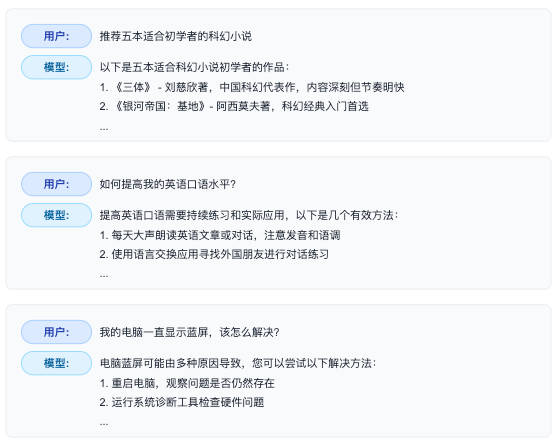 用户： 推荐五本适合初学者的科幻小说
模型： 以下是五本适合科幻小说初学者的作品：
1. 《三体》 - 刘慈欣著，中国科幻代表作，内容深刻但节奏明快
2. 《银河帝国：基地》- 阿西莫夫著，科幻经典入门首选
...
用户： 如何提高我的英语口语水平？
模型： 提高英语口语需要持续练习和实际应用，以下是几个有效方法：
1. 每天大声朗读英语文章或对话，注意发音和语调
2. 使用语言交换应用寻找外国朋友进行对话练习
...
用户： 我的电脑一直显示蓝屏，该怎么解决？
模型： 电脑蓝屏可能由多种原因导致，您可以尝试以下解决方法：
1. 重启电脑，观察问题是否仍然存在
2. 运行系统诊断工具检查硬件问题
...